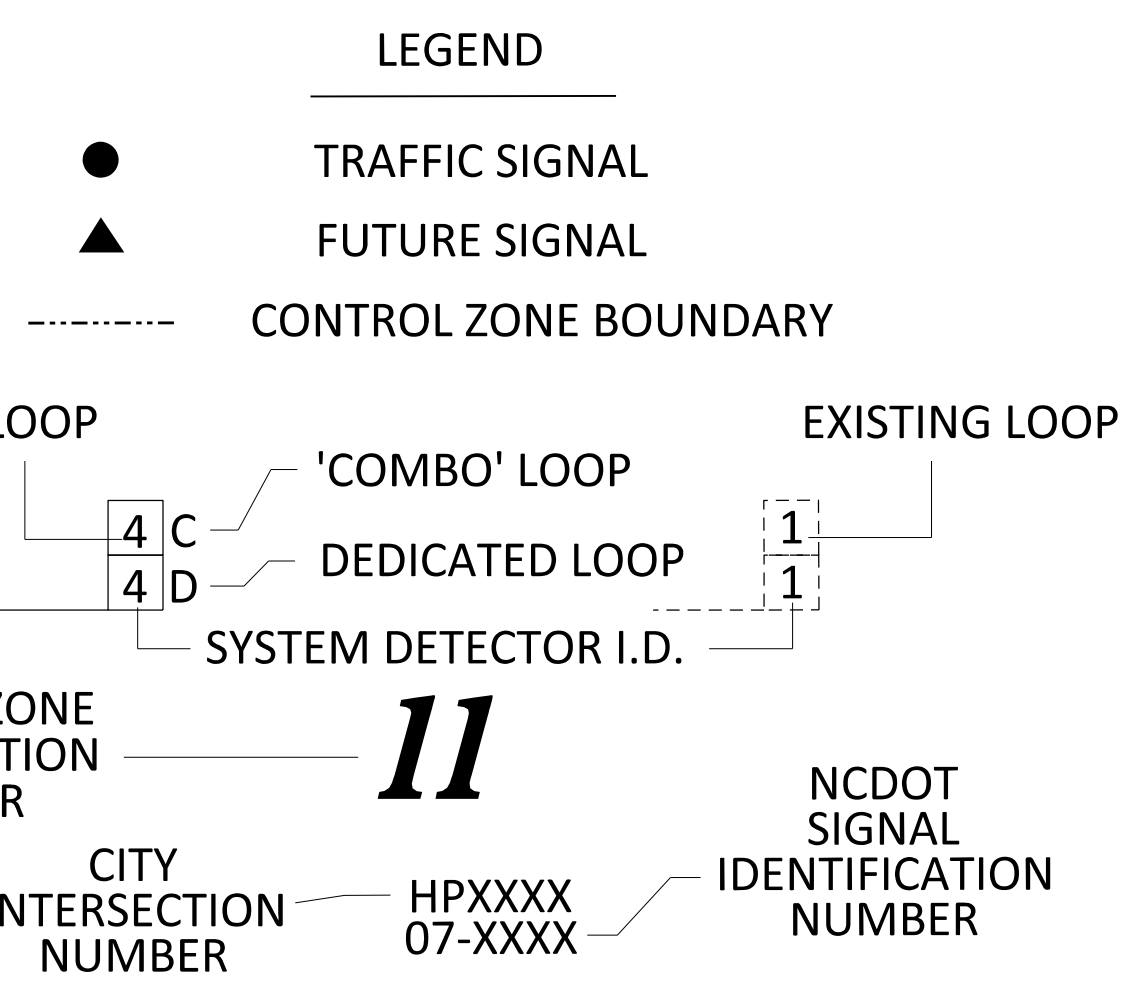 LEGEND
TRAFFIC SIGNAL
FUTURE SIGNAL
CONTROL ZONE BOUNDARY
LOOP
EXISTING LOOP
'COMBO' LOOP
4 C
1
DEDICATED LOOP
4 D
1
SYSTEM DETECTOR I.D.
ZONE
TION
R
11
NCDOT
SIGNAL
IDENTIFICATION
NUMBER
CITY
NTERSECTION
NUMBER
HPXXXX
07-XXXX